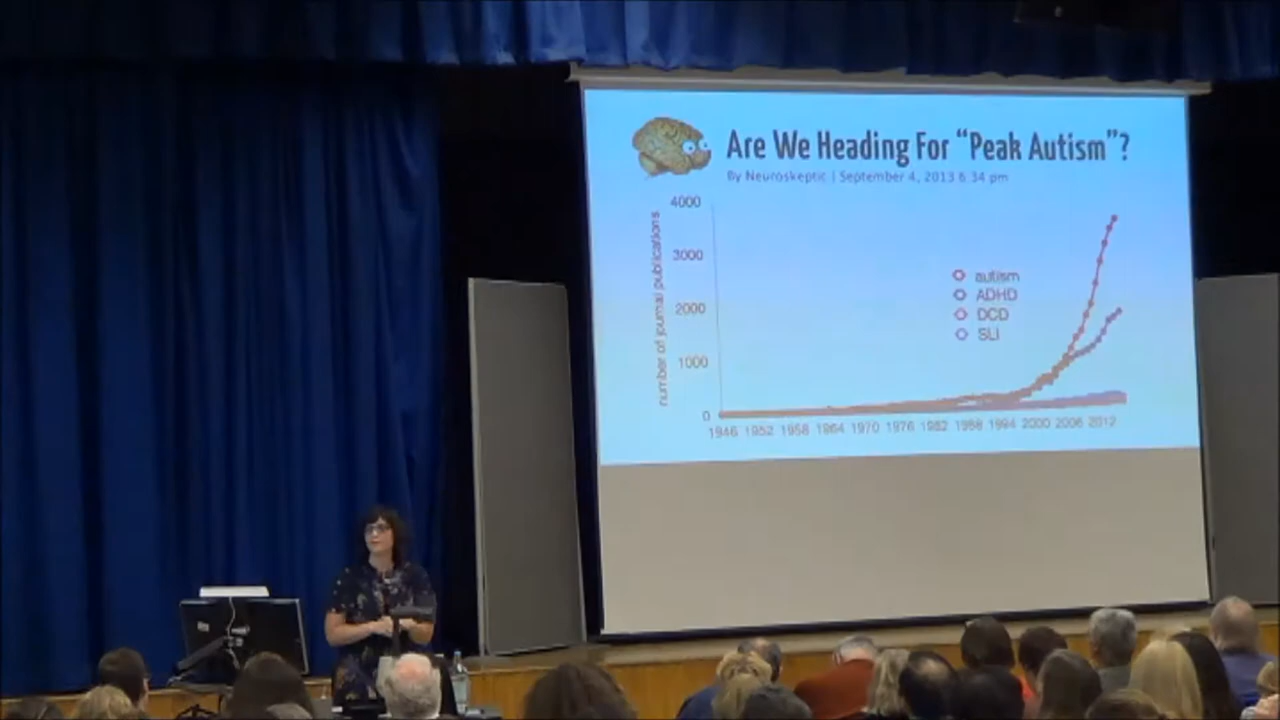 Are We Heading For “Peak Autism”?
By Neuroskeptic | September 4, 2013 6:34 pm
number of journal publications
4000
3000
2000
1000
0
autism
ADHD
DCD
SLI
1946 1952 1958 1964 1970 1976 1982 1988 1994 2000 2006 2012